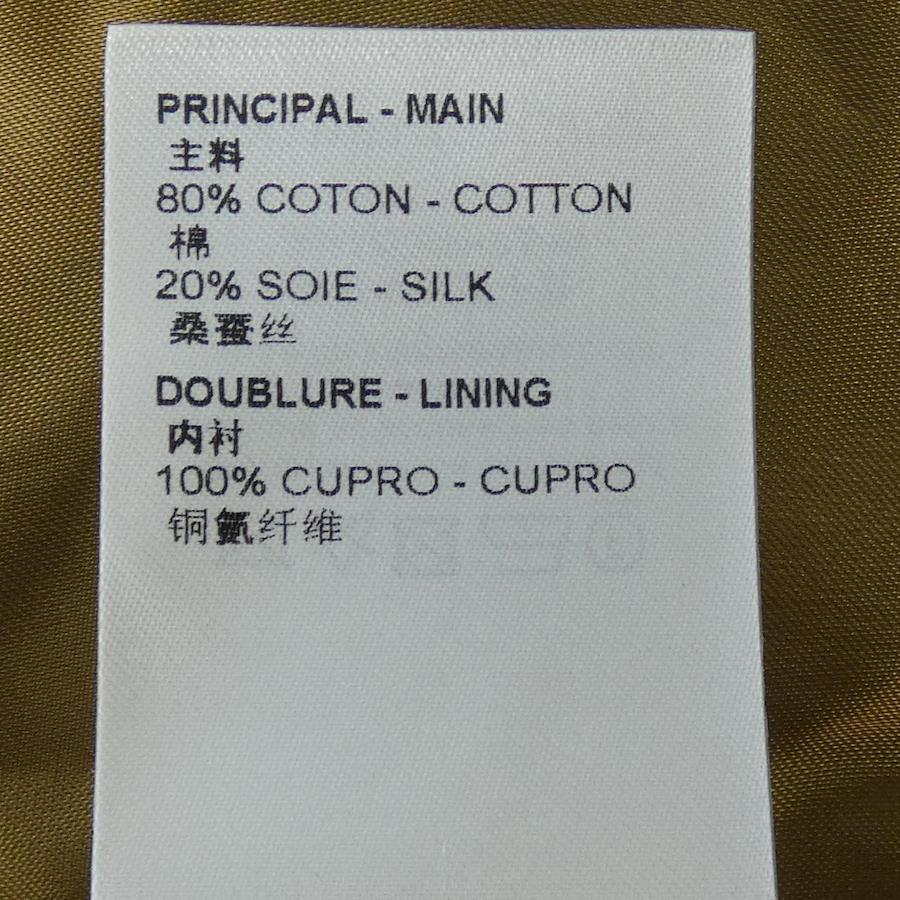 PRINCIPAL - MAIN
主料
80% COTON - COTTON
棉
20% SOIE - SILK
桑蚕丝
DOUBLURE - LINING
内衬
100% CUPRO - CUPRO
铜氨纤维